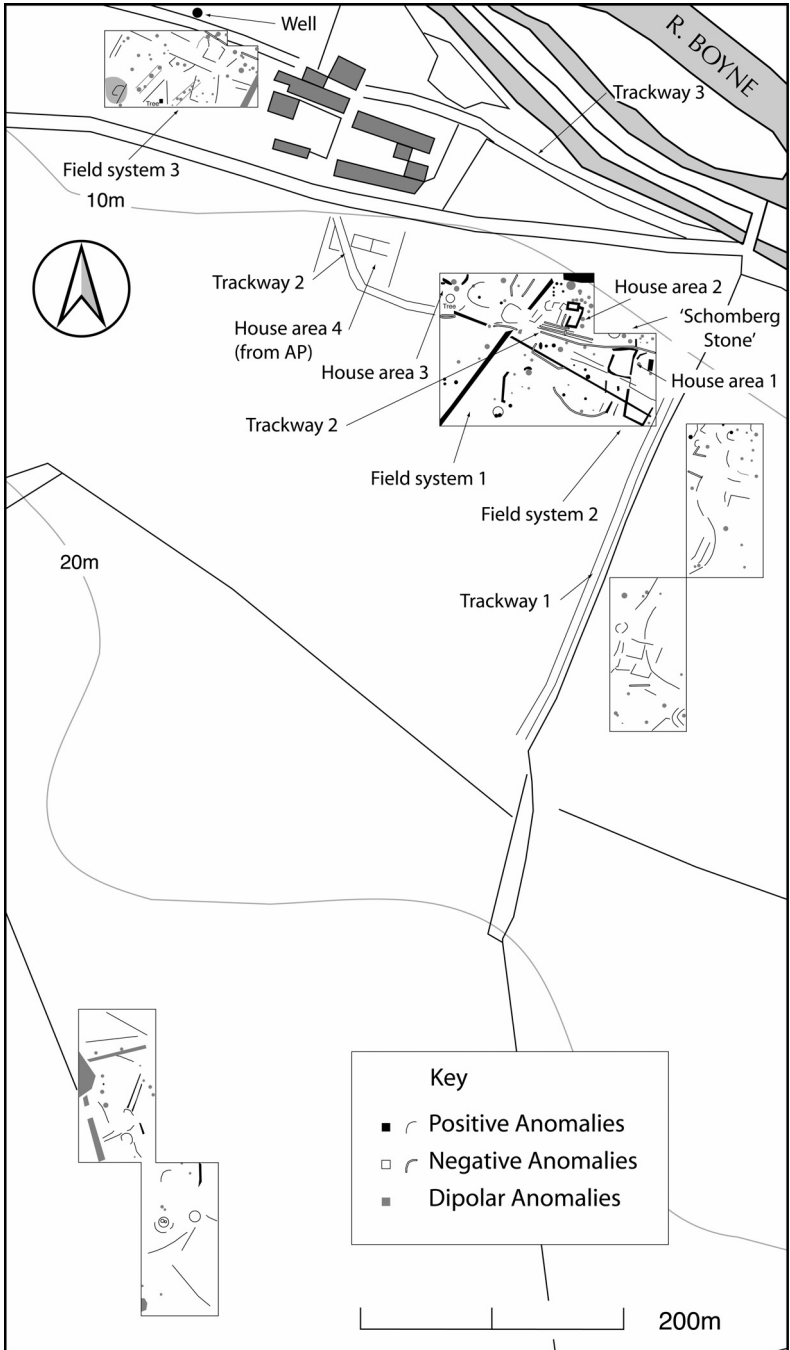 Well
R. BOYNE
Trackway 3
Tree
Field system 3
10m
Trackway 2
House area 2
House area 4
(from AP)
'Schomberg
Stone'
Tree
House area 3
House area 1
Trackway 2
Field system 1
Field system 2
20m
Trackway 1
Key
Positive Anomalies
Negative Anomalies
Dipolar Anomalies
200m